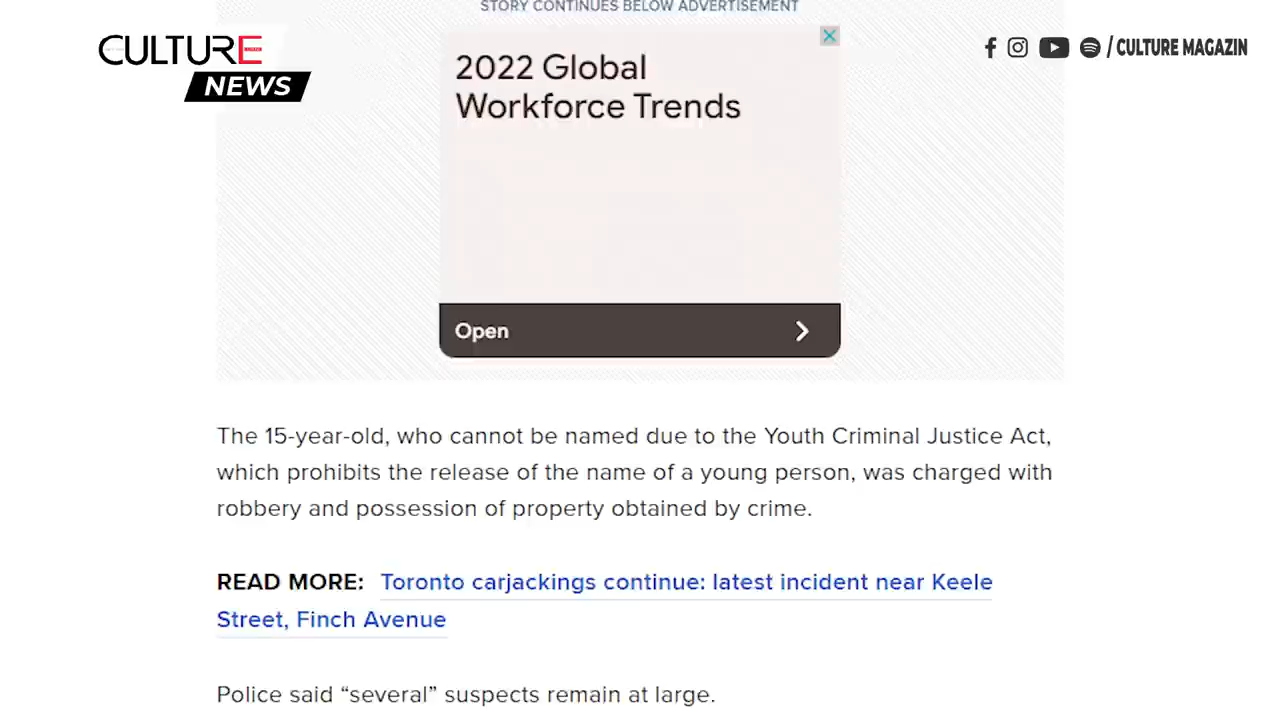 STORY CONTINUES BELOW ADVERTISEMENT
CULTURE
NEWS
/ CULTURE MAGAZIN
2022 Global
Workforce Trends
Open
The 15-year-old, who cannot be named due to the Youth Criminal Justice Act,
which prohibits the release of the name of a young person, was charged with
robbery and possession of property obtained by crime.
READ MORE: Toronto carjackings continue: latest incident near Keele
Street, Finch Avenue
Police said “several” suspects remain at large.